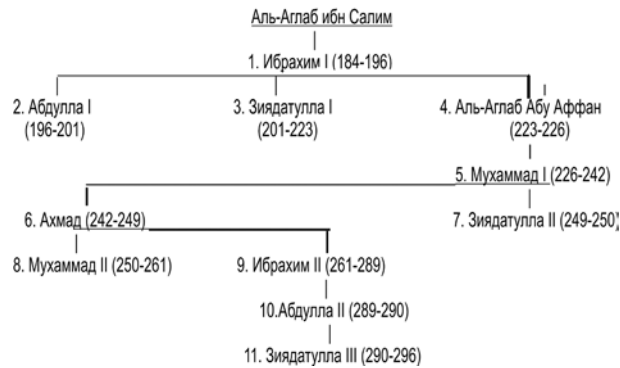 Аль-Аглаб ибн Салим
1. Ибрахим I (184-196)
2. Абдулла I
(196-201)
3. Зиядатулла I
(201-223)
4. Аль-Аглаб Абу Аффан
(223-226)
5. Мухаммад I (226-242)
6. Ахмад (242-249)
7. Зиядатулла II (249-250)
8. Мухаммад II (250-261)
9. Ибрахим II (261-289)
10.Абдулла II (289-290)
11. Зиядатулла III (290-296)